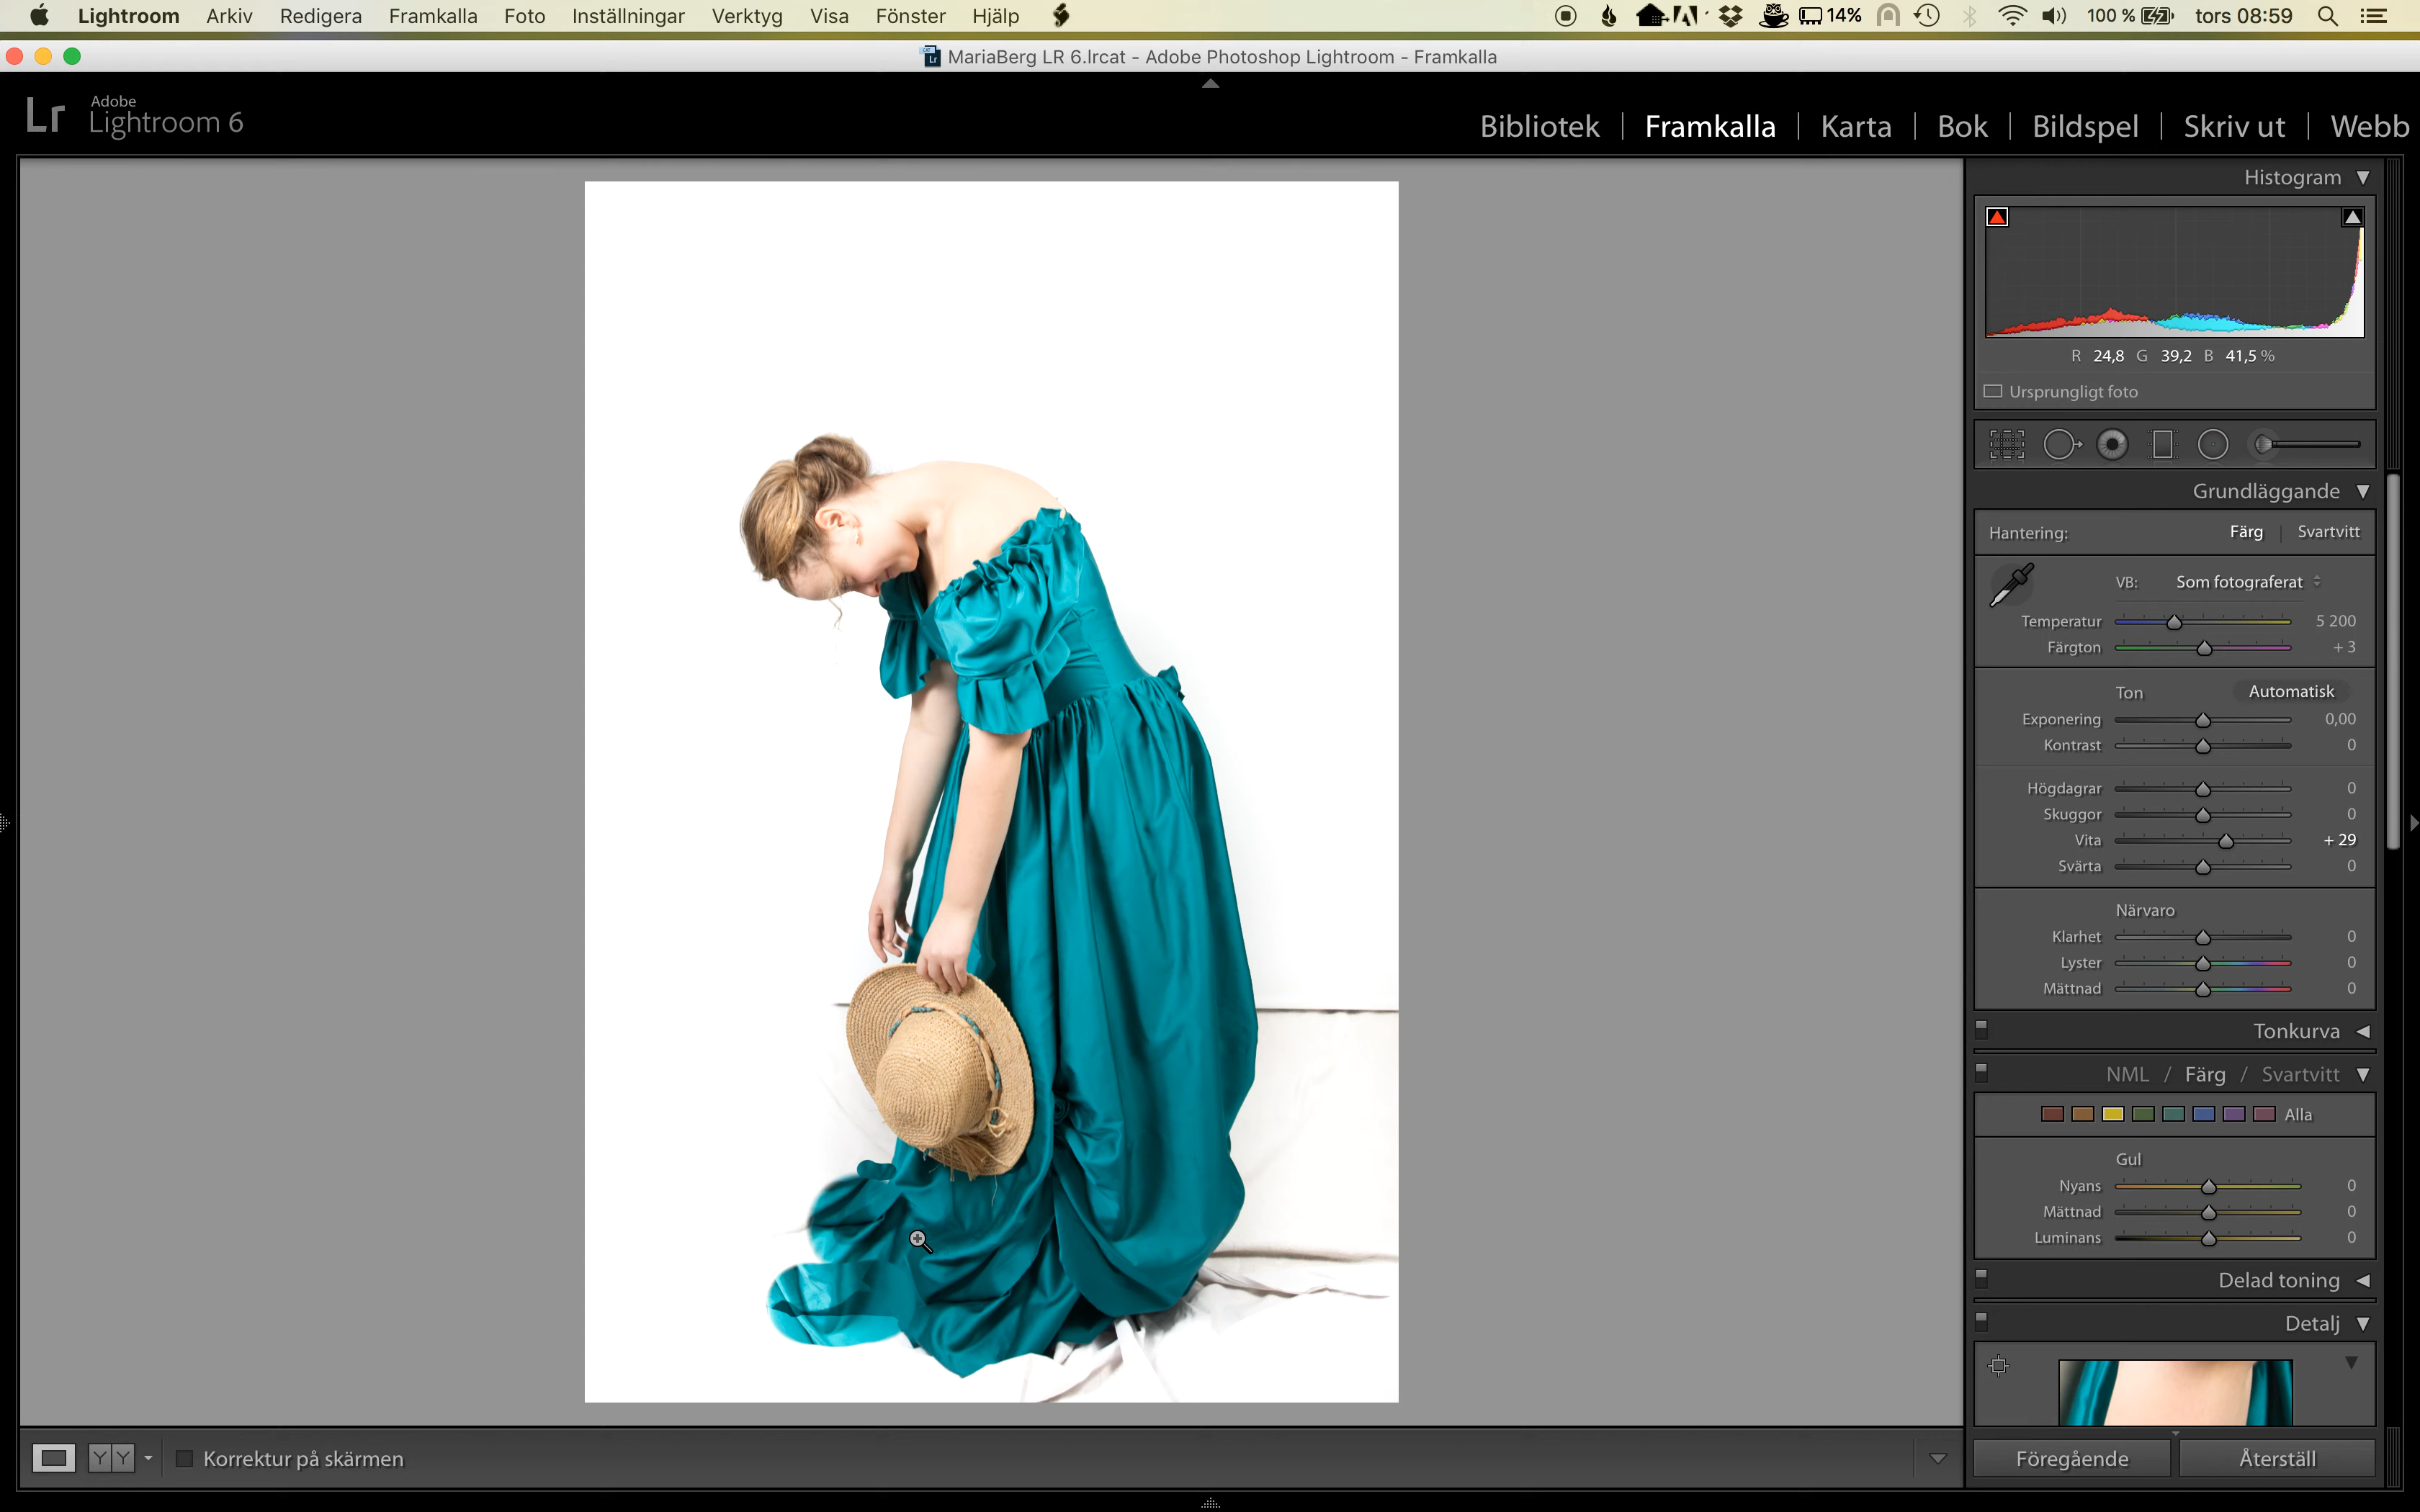 Lightroom Arkiv Redigera Framkalla Foto Inställningar Verktyg Visa Fönster Hjälp 14% 100 % tors 08:59
MariaBerg LR 6.lrcat - Adobe Photoshop Lightroom - Framkalla
Lr Adobe
Lightroom 6
Bibliotek | Framkalla | Karta | Bok | Bildspel | Skriv ut | Webb
Histogram
R 24,8 G 39,2 B 41,5 %
Ursprungligt foto
Grundläggande
Hantering: Färg | Svartvitt
VB: Som fotograferat
Temperatur 5 200
Färgton + 3
Ton Automatisk
Exponering 0,00
Kontrast 0
Högdagrar 0
Skuggor 0
Vita + 29
Svärta 0
Närvaro
Klarhet 0
Lyster 0
Mättnad 0
Tonkurva
NML / Färg / Svartvitt
Alla
Gul
Nyans 0
Mättnad 0
Luminans 0
Delad toning
Detalj
Y Y Korrektur på skärmen
Föregående Återställ